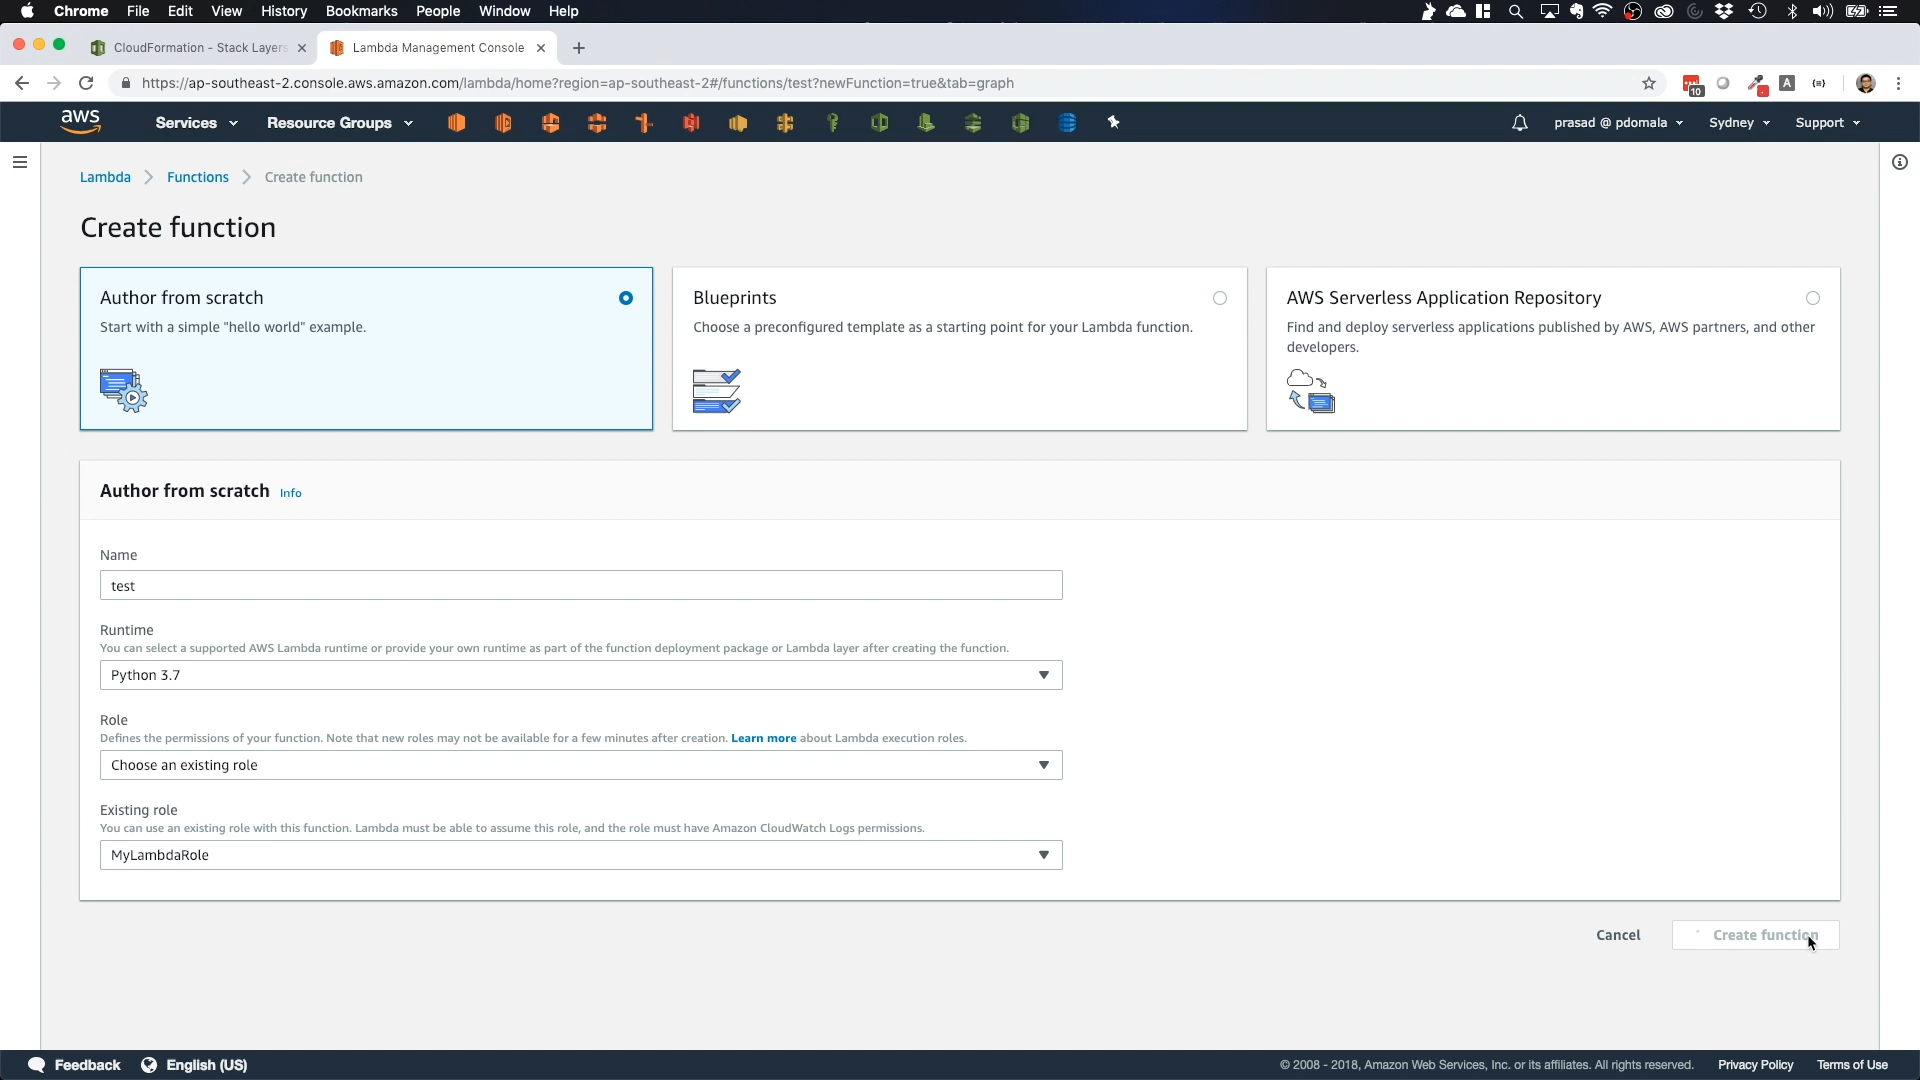 Chrome File Edit View History Bookmarks People Window Help
CloudFormation - Stack Layers
Lambda Management Console
https://ap-southeast-2.console.aws.amazon.com/lambda/home?region=ap-southeast-2#/functions/test?newFunction=true&tab=graph
10
A
aws
Services
Resource Groups
prasad @ pdomala
Sydney
Support
Lambda
Functions
Create function
Create function
Author from scratch
Start with a simple "hello world" example.
Blueprints
Choose a preconfigured template as a starting point for your Lambda function.
AWS Serverless Application Repository
Find and deploy serverless applications published by AWS, AWS partners, and other
developers.
Author from scratch Info
Name
test
Runtime
You can select a supported AWS Lambda runtime or provide your own runtime as part of the function deployment package or Lambda layer after creating the function.
Python 3.7
Role
Defines the permissions of your function. Note that new roles may not be available for a few minutes after creation. Learn more about Lambda execution roles.
Choose an existing role
Existing role
You can use an existing role with this function. Lambda must be able to assume this role, and the role must have Amazon CloudWatch Logs permissions.
MyLambdaRole
Cancel
Create function
Feedback
English (US)
© 2008 - 2018, Amazon Web Services, Inc. or its affiliates. All rights reserved.
Privacy Policy
Terms of Use